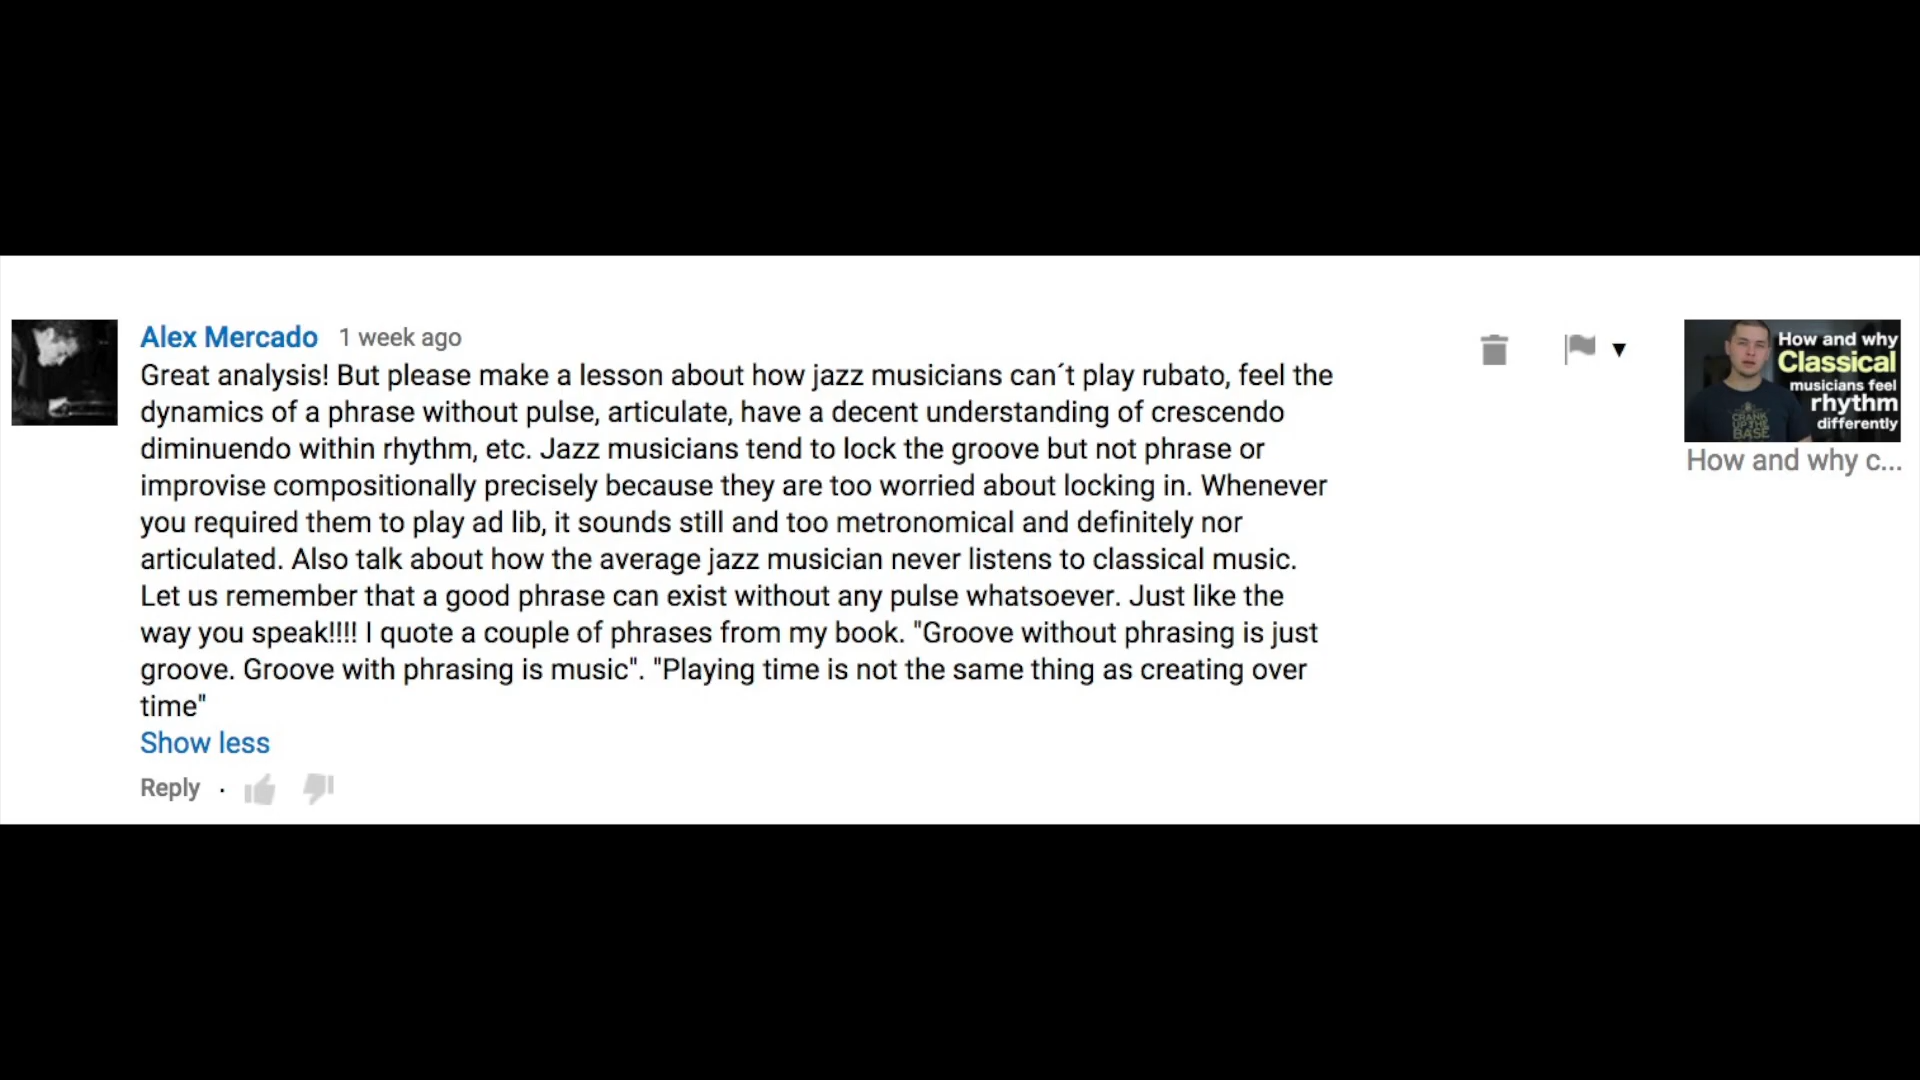 Alex Mercado 1 week ago
Great analysis! But please make a lesson about how jazz musicians can´t play rubato, feel the
dynamics of a phrase without pulse, articulate, have a decent understanding of crescendo
diminuendo within rhythm, etc. Jazz musicians tend to lock the groove but not phrase or
improvise compositionally precisely because they are too worried about locking in. Whenever
you required them to play ad lib, it sounds still and too metronomical and definitely nor
articulated. Also talk about how the average jazz musician never listens to classical music.
Let us remember that a good phrase can exist without any pulse whatsoever. Just like the
way you speak!!!! I quote a couple of phrases from my book. "Groove without phrasing is just
groove. Groove with phrasing is music". "Playing time is not the same thing as creating over
time"
Show less
Reply ·
How and why
Classical
musicians feel
rhythm
differently
CRANK
UP THE
BASE
How and why c...